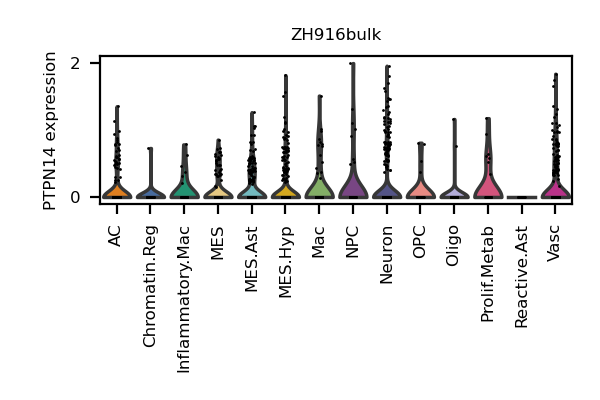 ZH916bulk
PTPN14 expression
2
0
AC
Chromatin.Reg
Inflammatory.Mac
MES
MES.Ast
MES.Hyp
Mac
NPC
Neuron
OPC
Oligo
Prolif.Metab
Reactive.Ast
Vasc